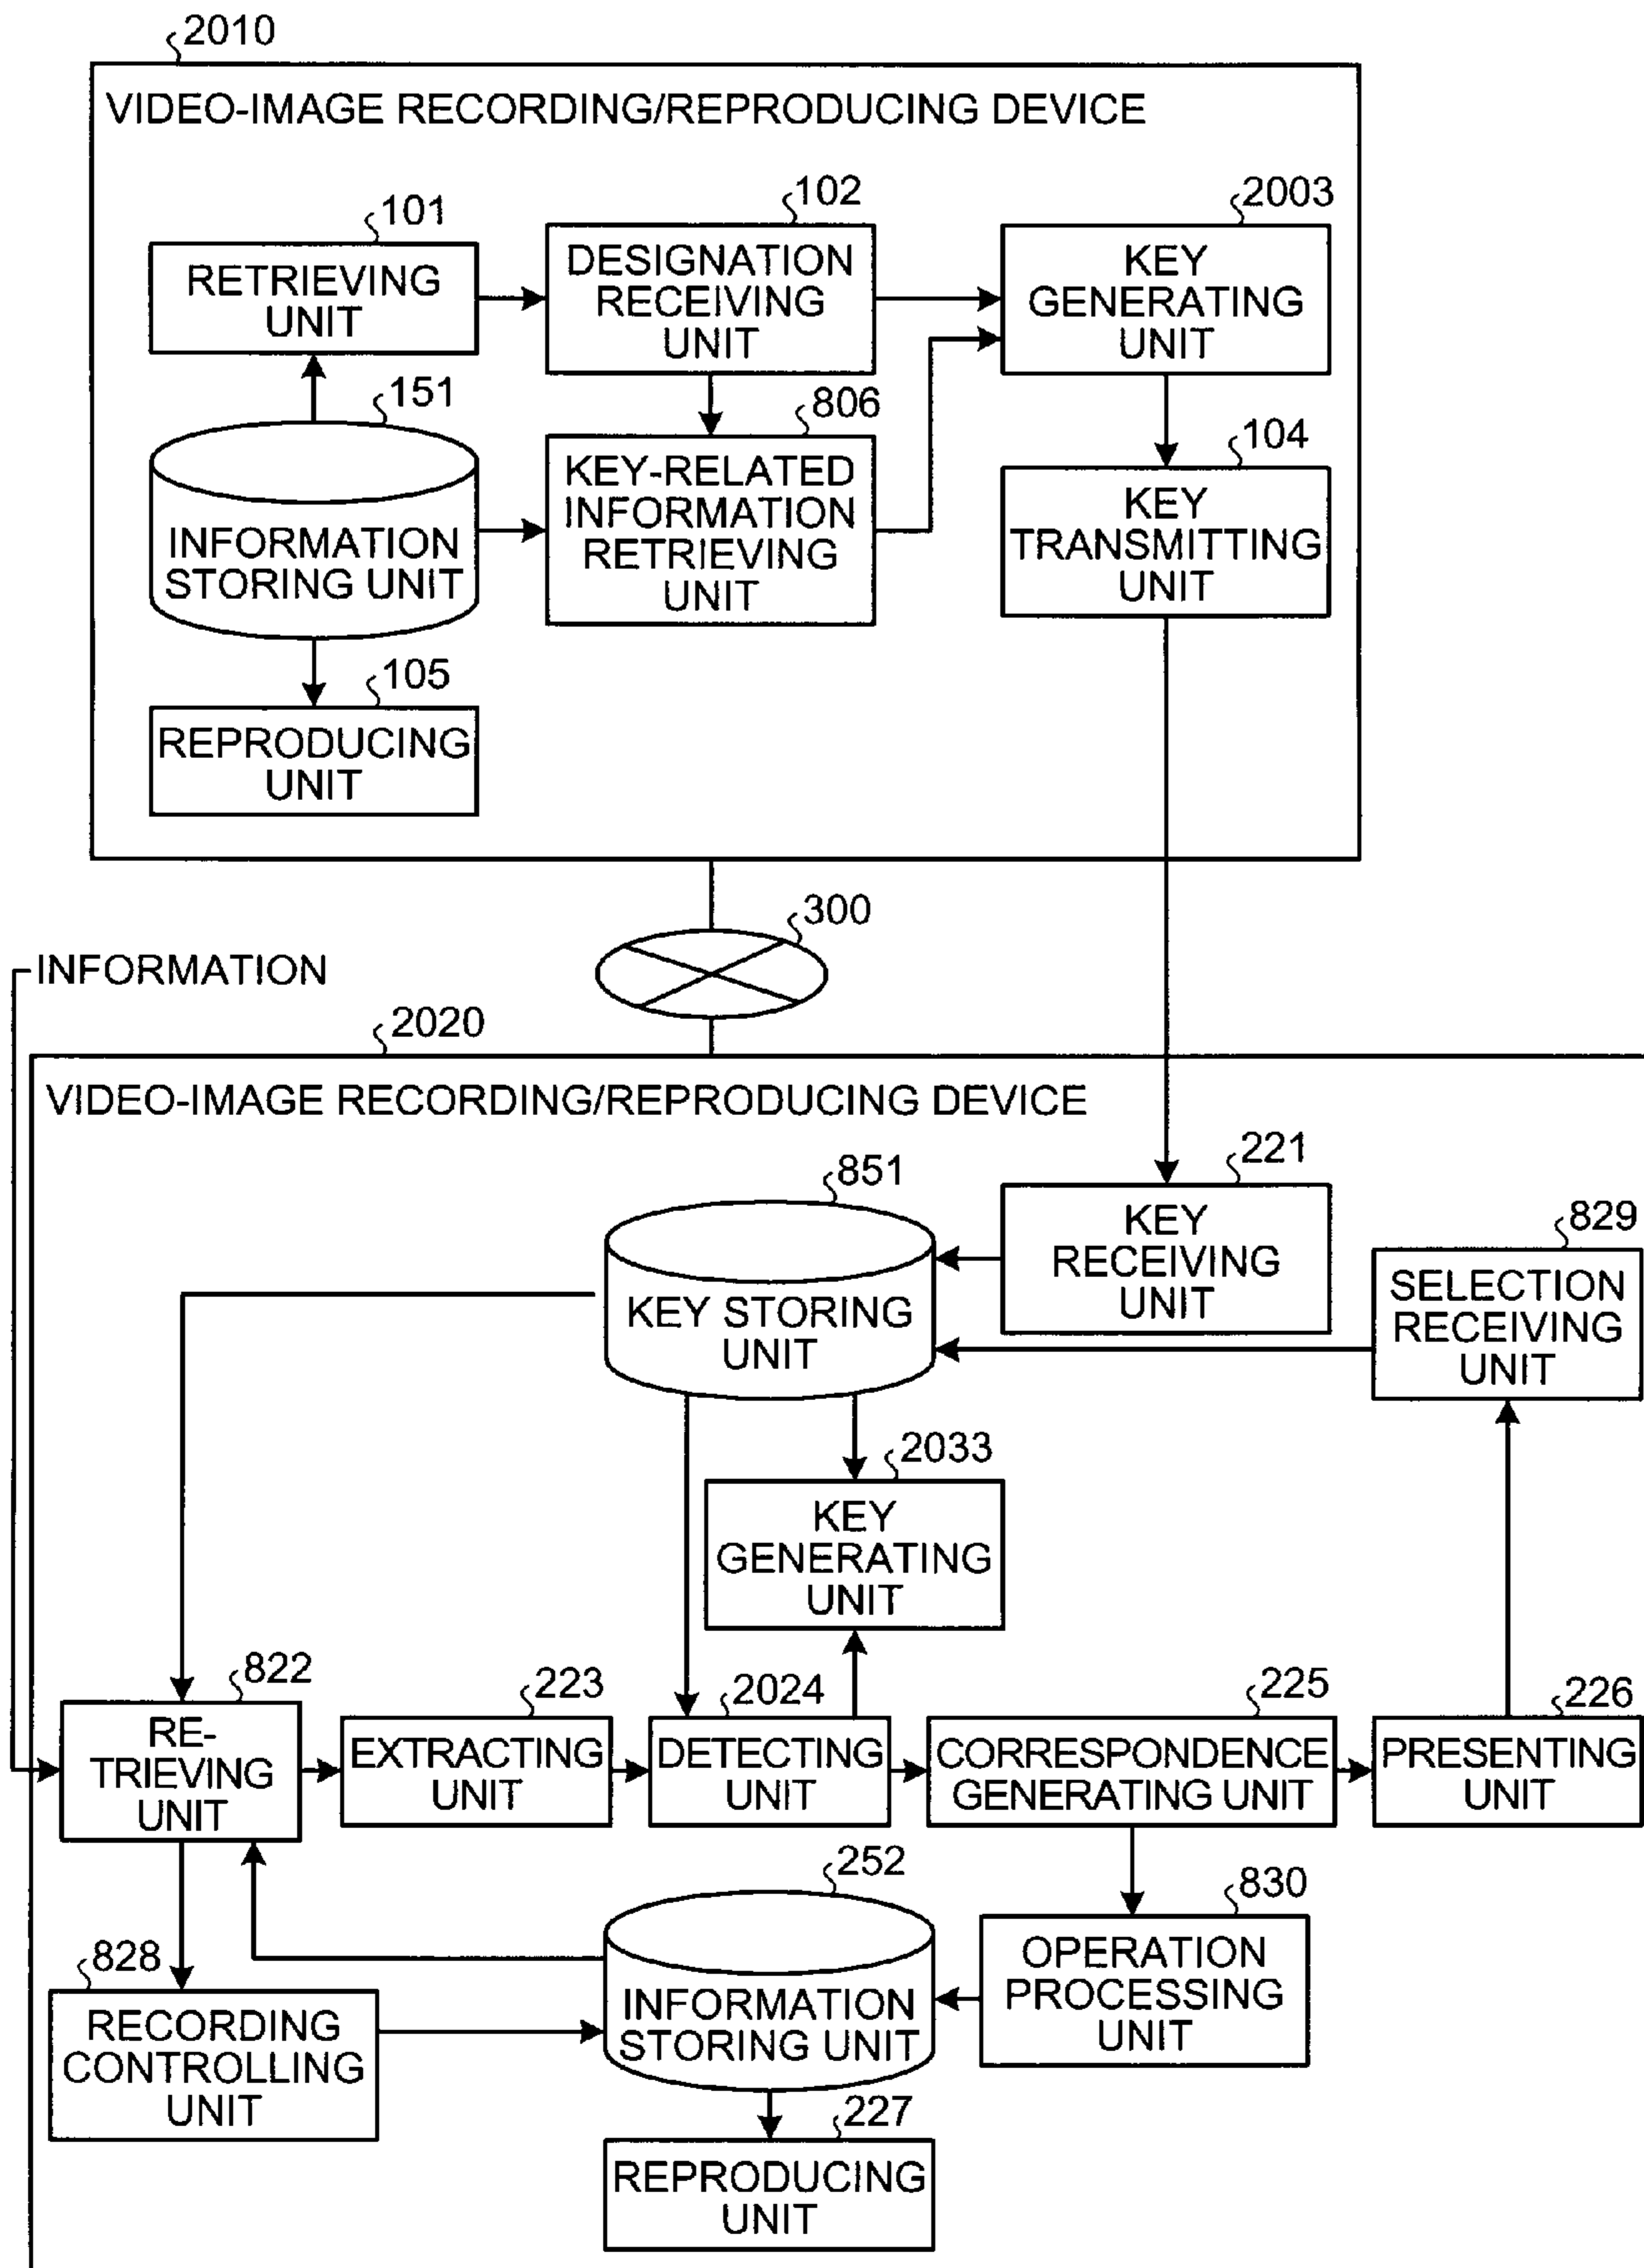 2010
VIDEO-IMAGE RECORDING/REPRODUCING DEVICE
101
RETRIEVING
UNIT
102
DESIGNATION
RECEIVING
UNIT
2003
KEY
GENERATING
UNIT
151
INFORMATION
STORING UNIT
806
KEY-RELATED
INFORMATION
RETRIEVING
UNIT
104
KEY
TRANSMITTING
UNIT
105
REPRODUCING
UNIT
300
INFORMATION
2020
VIDEO-IMAGE RECORDING/REPRODUCING DEVICE
851
KEY STORING
UNIT
221
KEY
RECEIVING
UNIT
829
SELECTION
RECEIVING
UNIT
2033
KEY
GENERATING
UNIT
822
RE-
TRIEVING
UNIT
223
EXTRACTING
UNIT
2024
DETECTING
UNIT
225
CORRESPONDENCE
GENERATING UNIT
226
PRESENTING
UNIT
828
RECORDING
CONTROLLING
UNIT
252
INFORMATION
STORING UNIT
830
OPERATION
PROCESSING
UNIT
227
REPRODUCING
UNIT